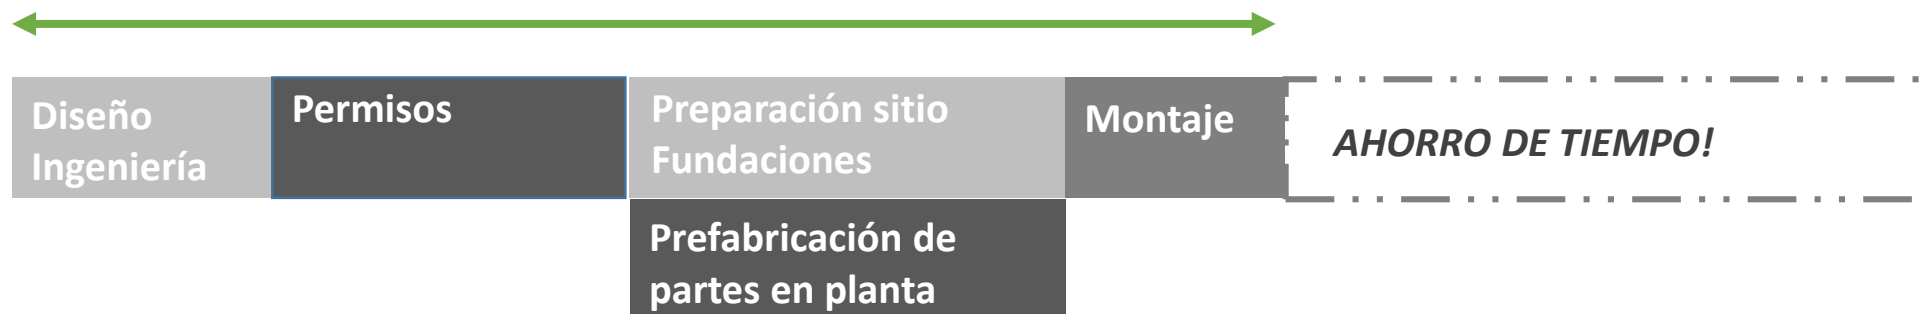 Diseño
Ingeniería
Permisos
Preparación sitio
Fundaciones
Montaje
AHORRO DE TIEMPO!
Prefabricación de
partes en planta